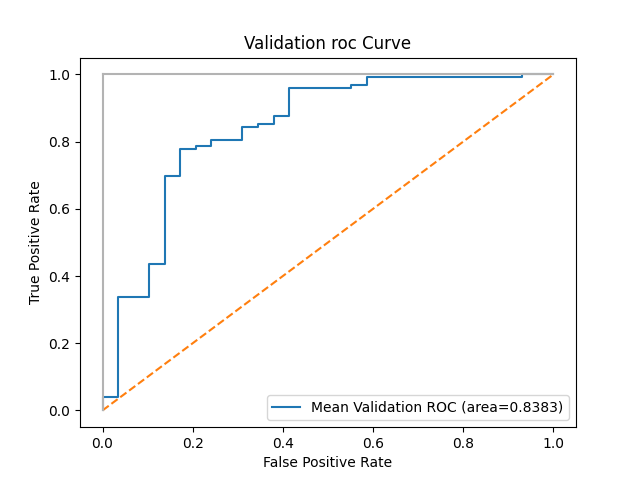 Validation roc Curve
1.0
0.8
0.6
0.4
0.2
0.0
True Positive Rate
Mean Validation ROC (area=0.8383)
0.0 0.2 0.4 0.6 0.8 1.0
False Positive Rate